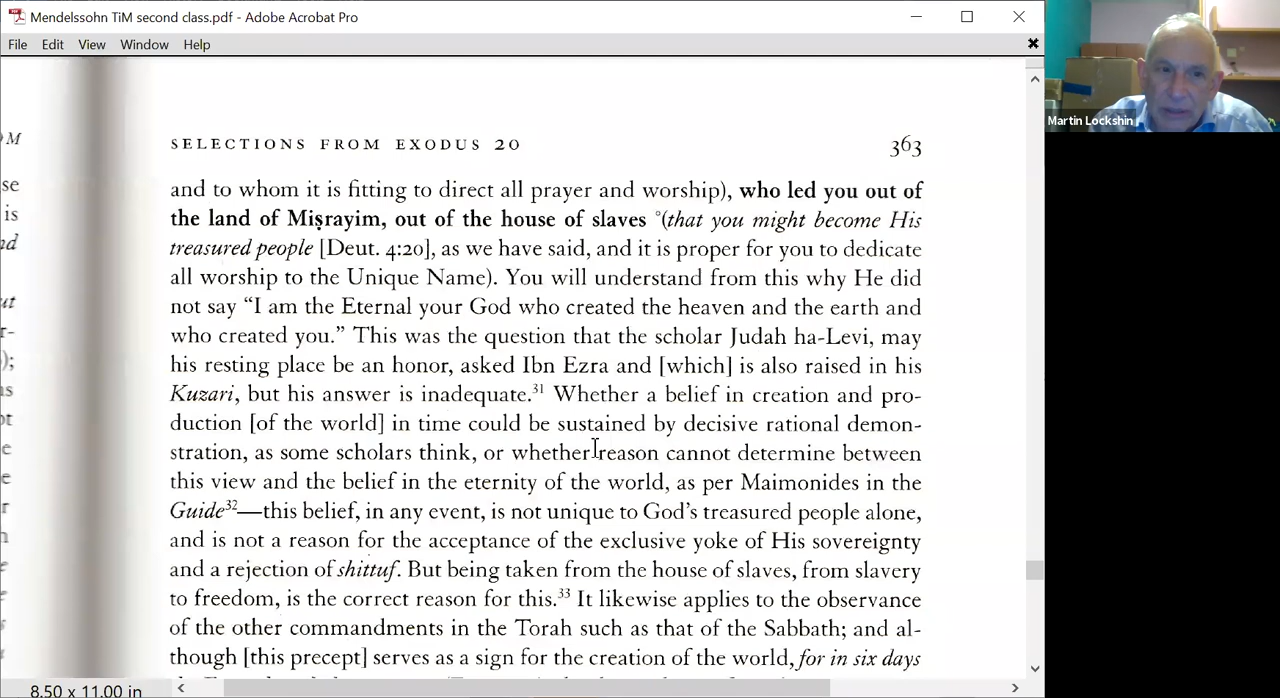 Mendelssohn TiM second class.pdf - Adobe Acrobat Pro
File Edit View Window Help
Martin Lockshin
SELECTIONS FROM EXODUS 20 363
and to whom it is fitting to direct all prayer and worship), who led you out of
the land of Miṣrayim, out of the house of slaves °(that you might become His
treasured people [Deut. 4:20], as we have said, and it is proper for you to dedicate
all worship to the Unique Name). You will understand from this why He did
not say “I am the Eternal your God who created the heaven and the earth and
who created you.” This was the question that the scholar Judah ha-Levi, may
his resting place be an honor, asked Ibn Ezra and [which] is also raised in his
Kuzari, but his answer is inadequate.31 Whether a belief in creation and pro-
duction [of the world] in time could be sustained by decisive rational demon-
stration, as some scholars think, or whether reason cannot determine between
this view and the belief in the eternity of the world, as per Maimonides in the
Guide32—this belief, in any event, is not unique to God’s treasured people alone,
and is not a reason for the acceptance of the exclusive yoke of His sovereignty
and a rejection of shittuf. But being taken from the house of slaves, from slavery
to freedom, is the correct reason for this.33 It likewise applies to the observance
of the other commandments in the Torah such as that of the Sabbath; and al-
though [this precept] serves as a sign for the creation of the world, for in six days
8.50 x 11.00 in